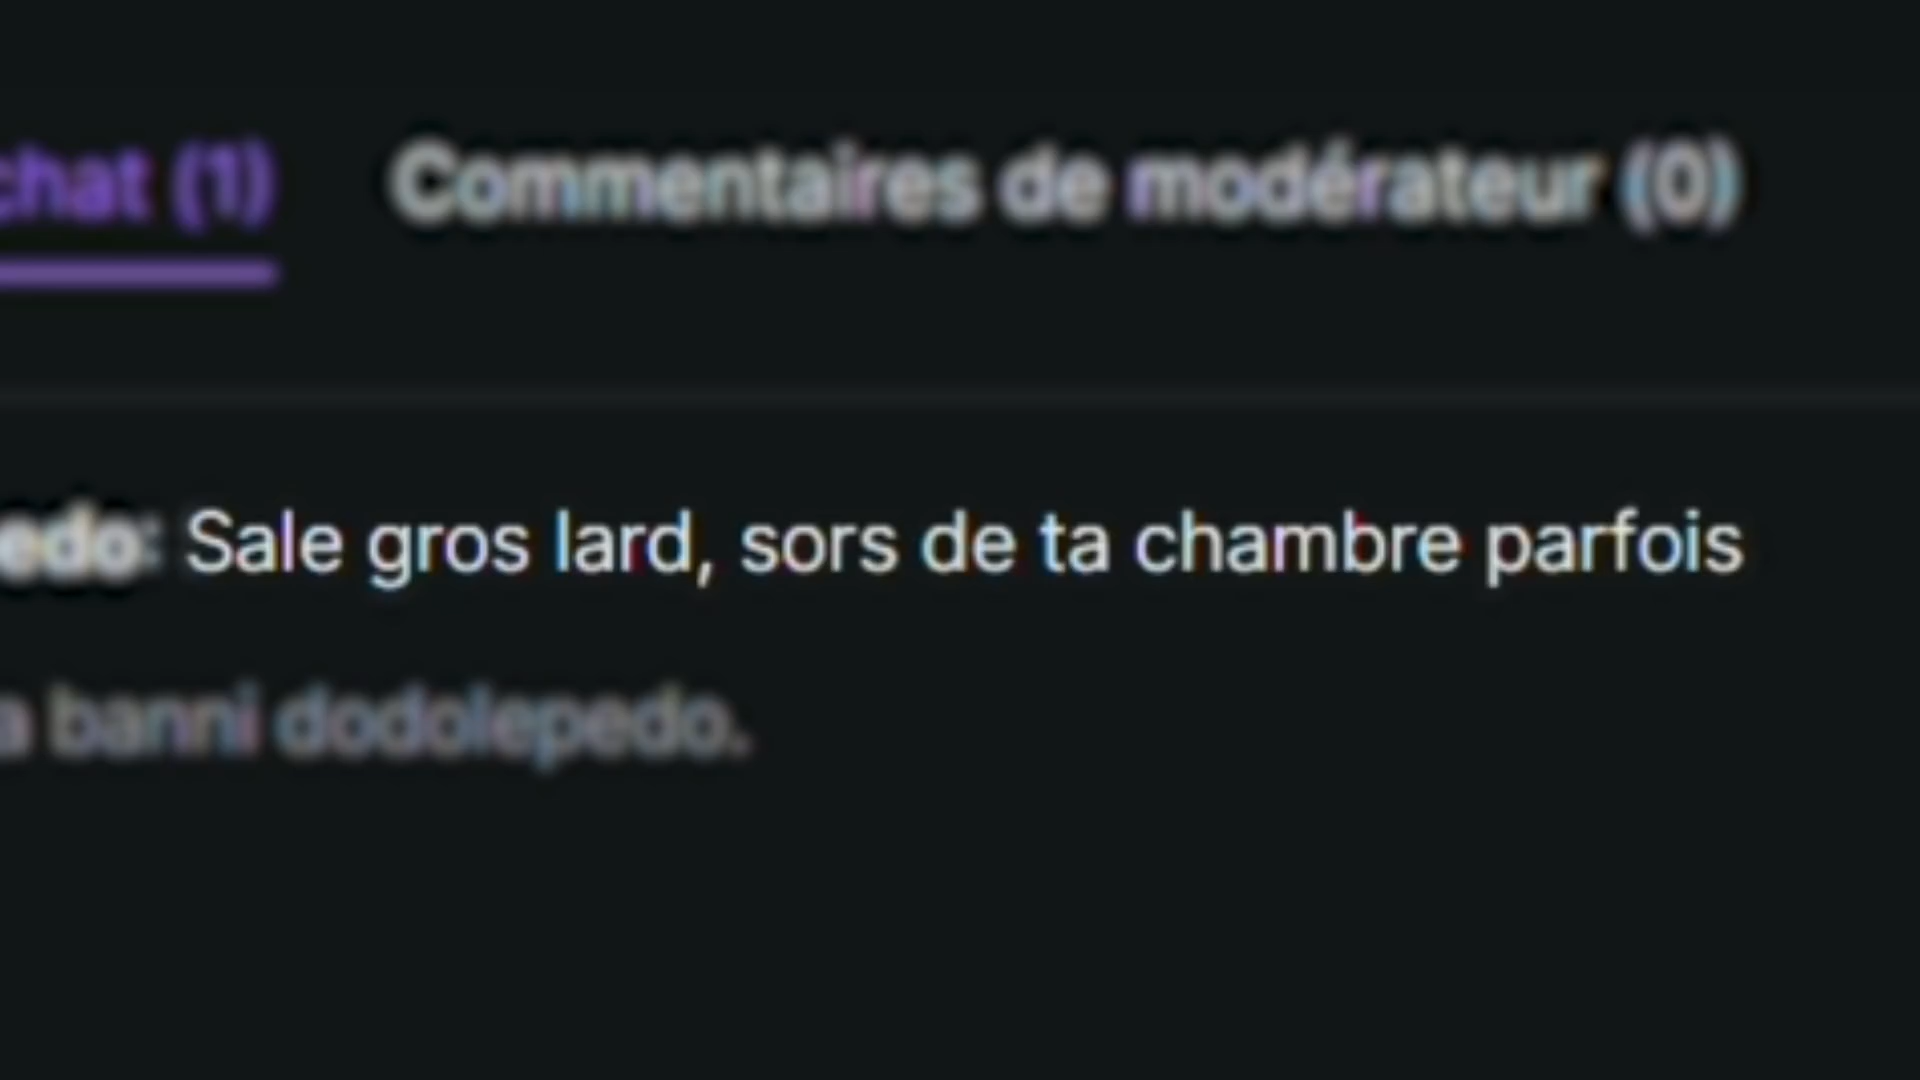 chat (1) Commentaires de modérateur (0)
edo: Sale gros lard, sors de ta chambre parfois
a banni dodolepedo.